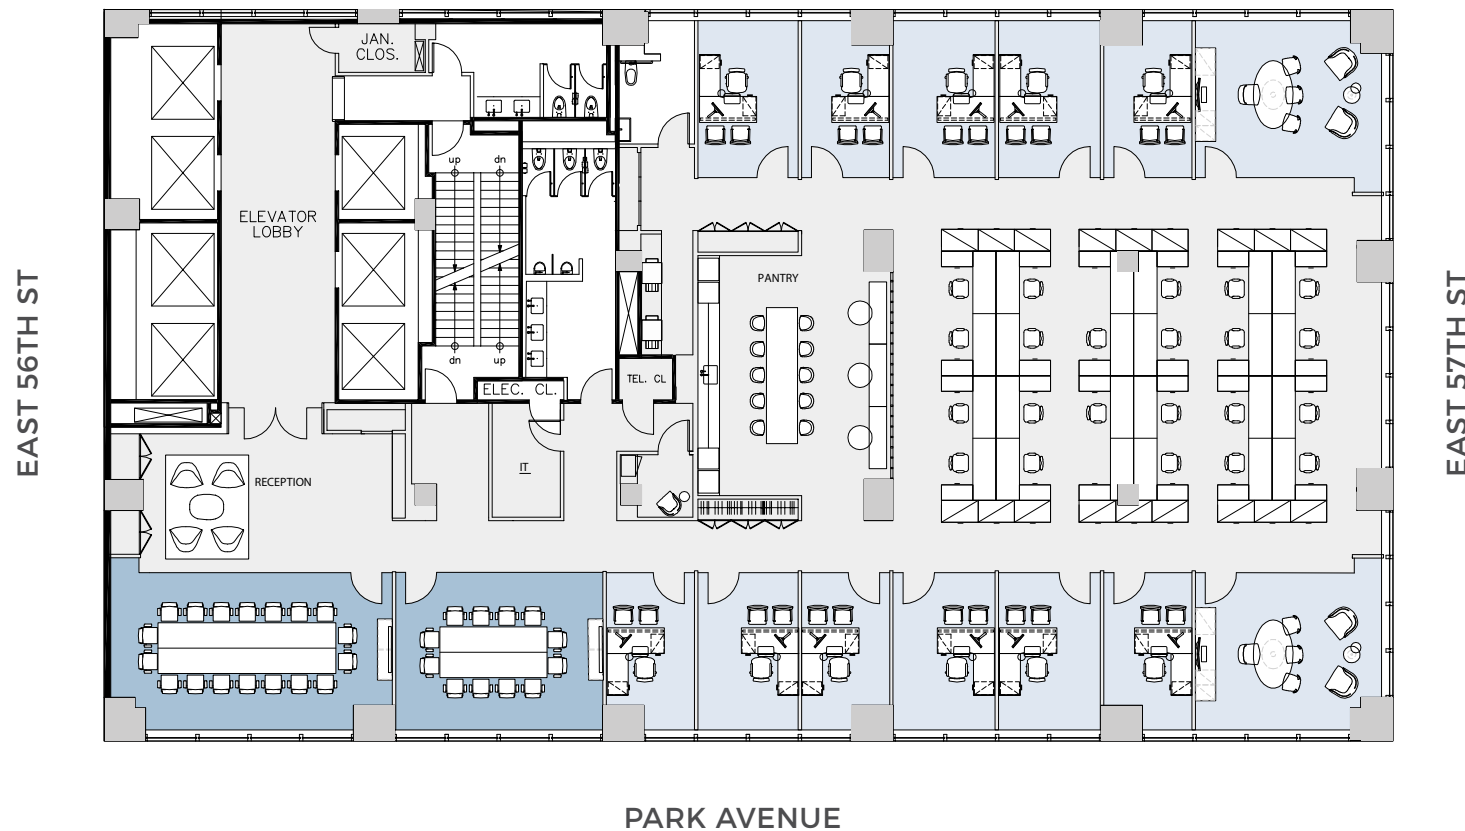 JAN.
CLOS.
up
dn
ELEVATOR
LOBBY
PANTRY
EAST 56TH ST
EAST 57TH ST
dn
up
TEL. CL
ELEC. CL.
IT
RECEPTION
PARK AVENUE